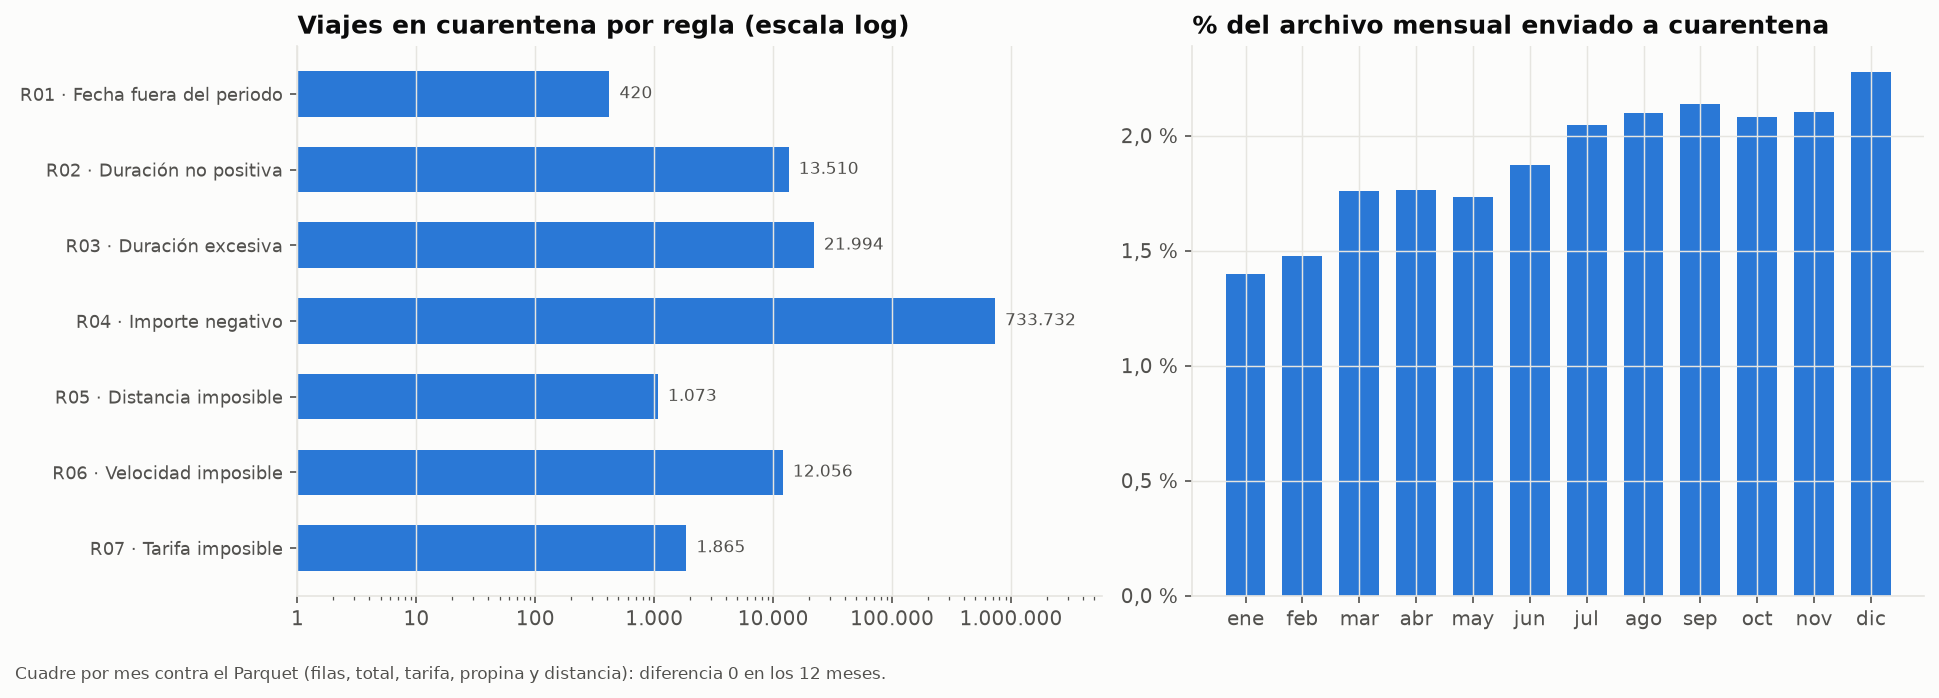 Viajes en cuarentena por regla (escala log)
R01 · Fecha fuera del periodo
420
R02 · Duración no positiva
13.510
R03 · Duración excesiva
21.994
R04 · Importe negativo
733.732
R05 · Distancia imposible
1.073
R06 · Velocidad imposible
12.056
R07 · Tarifa imposible
1.865
1 10 100 1.000 10.000 100.000 1.000.000
% del archivo mensual enviado a cuarentena
2,0 %
1,5 %
1,0 %
0,5 %
0,0 %
ene feb mar abr may jun jul ago sep oct nov dic
Cuadre por mes contra el Parquet (filas, total, tarifa, propina y distancia): diferencia 0 en los 12 meses.